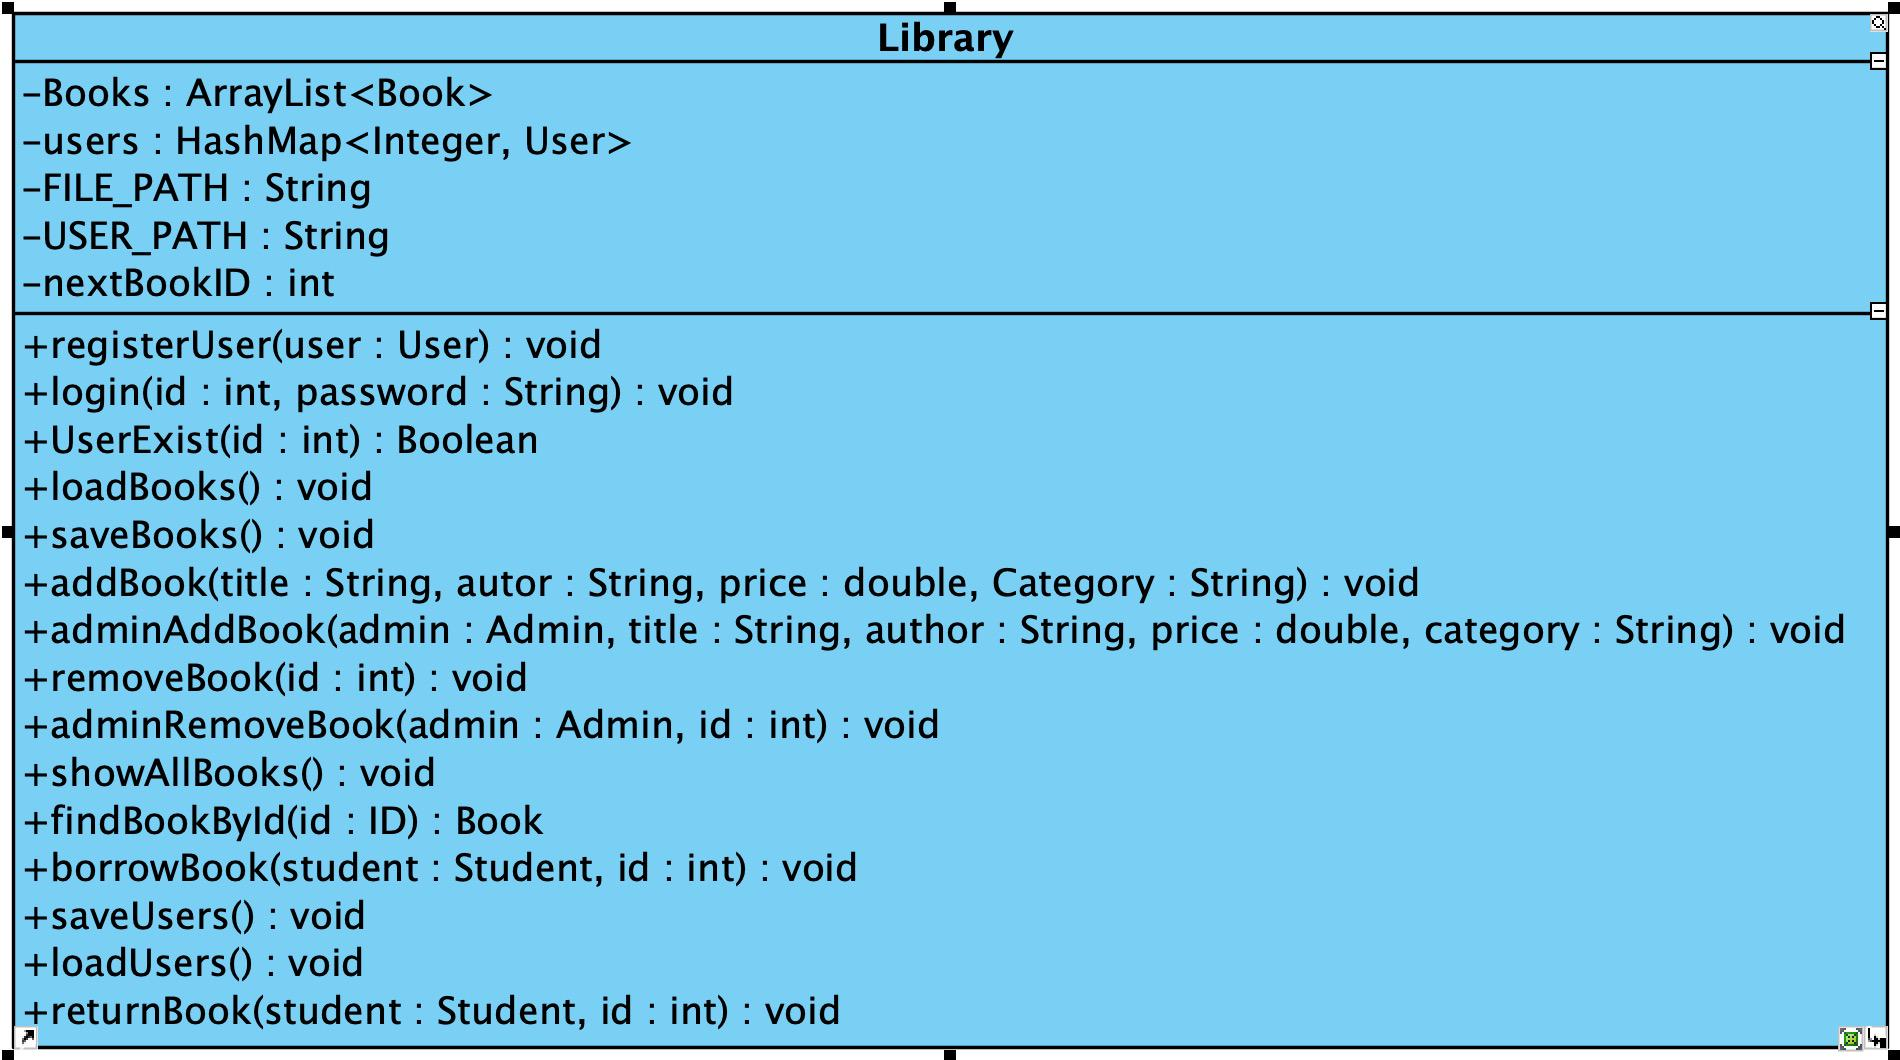 Library
-Books : ArrayList<Book>
-users : HashMap<Integer, User>
-FILE_PATH : String
-USER_PATH : String
-nextBookID : int
+registerUser(user : User) : void
+login(id : int, password : String) : void
+UserExist(id : int) : Boolean
+loadBooks() : void
+saveBooks() : void
+addBook(title : String, autor : String, price : double, Category : String) : void
+adminAddBook(admin : Admin, title : String, author : String, price : double, category : String) : void
+removeBook(id : int) : void
+adminRemoveBook(admin : Admin, id : int) : void
+showAllBooks() : void
+findBookById(id : ID) : Book
+borrowBook(student : Student, id : int) : void
+saveUsers() : void
+loadUsers() : void
+returnBook(student : Student, id : int) : void